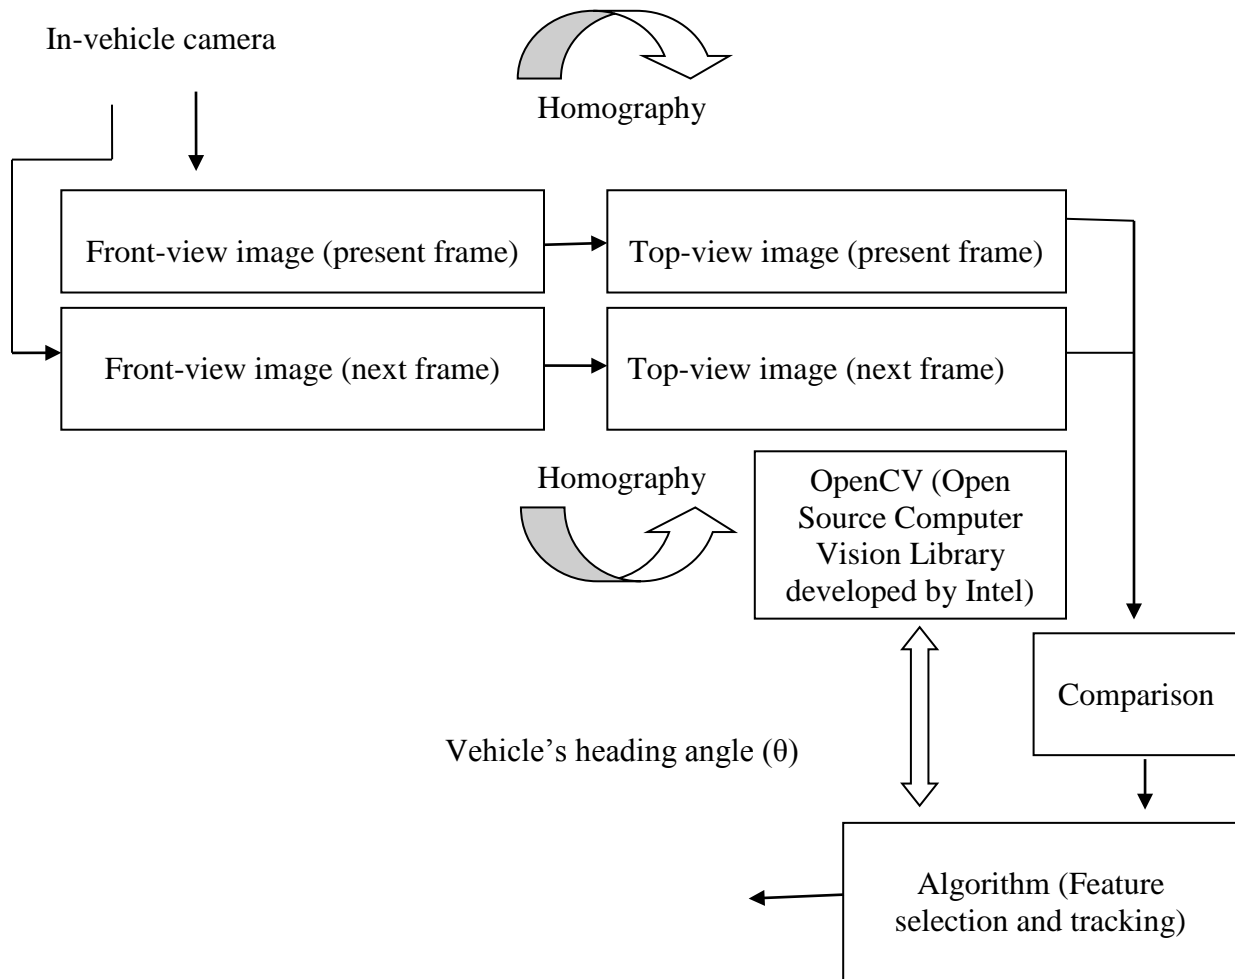 In-vehicle camera
Homography
Front-view image (present frame)
Top-view image (present frame)
Front-view image (next frame)
Top-view image (next frame)
Homography
OpenCV (Open
Source Computer
Vision Library
developed by Intel)
Comparison
Vehicle’s heading angle (θ)
Algorithm (Feature
selection and tracking)